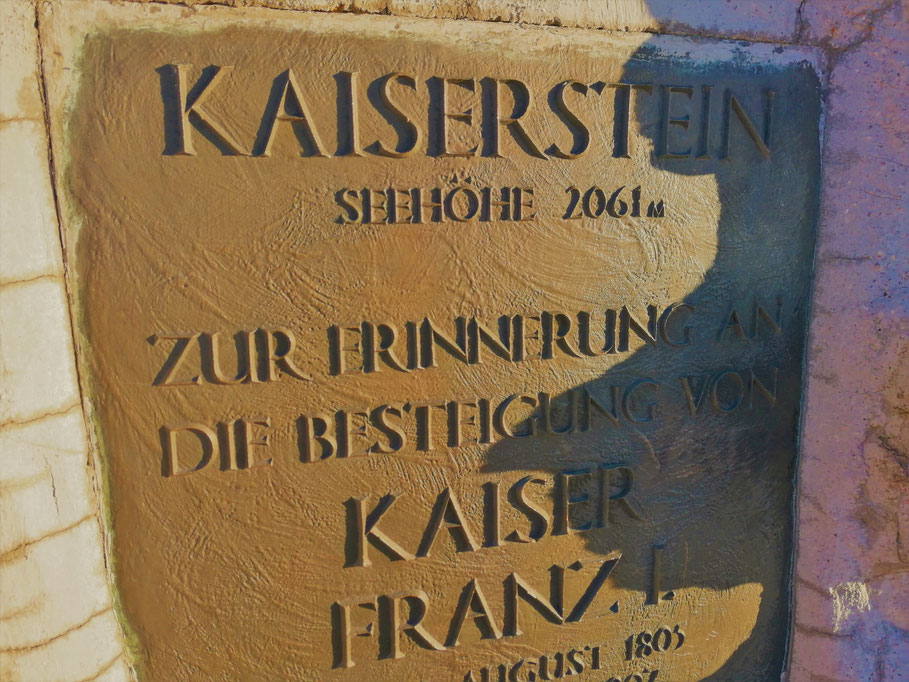 KAISERSTEIN
SEEHÖHE 2061 M
ZUR ERINNERUNG AN
DIE BESTEIGUNG VON
KAISER
FRANZ. I.
AUGUST 1805